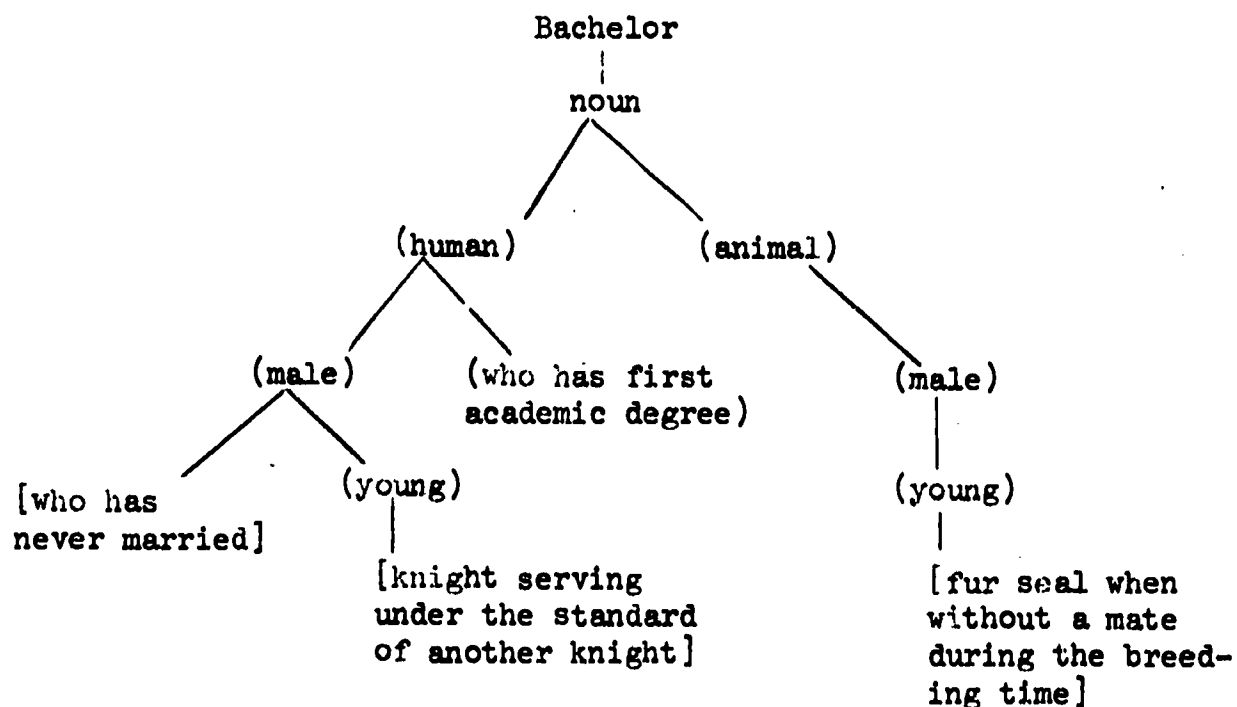 Bachelor
noun
(human)
(animal)
(male)
(who has first
academic degree)
(male)
[who has
never married]
(young)
(young)
[knight serving
under the standard
of another knight]
[fur seal when
without a mate
during the breed-
ing time]